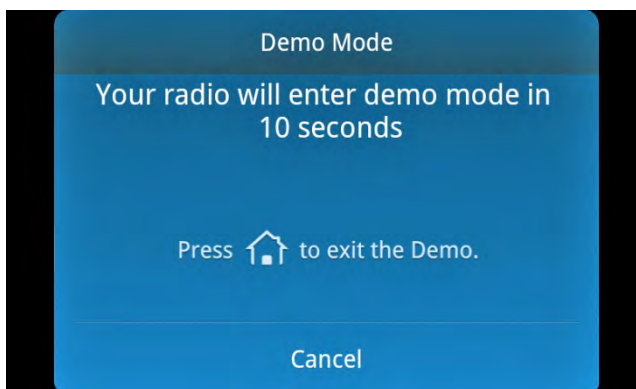 Demo Mode
Your radio will enter demo mode in
10 seconds
Press to exit the Demo.
Cancel